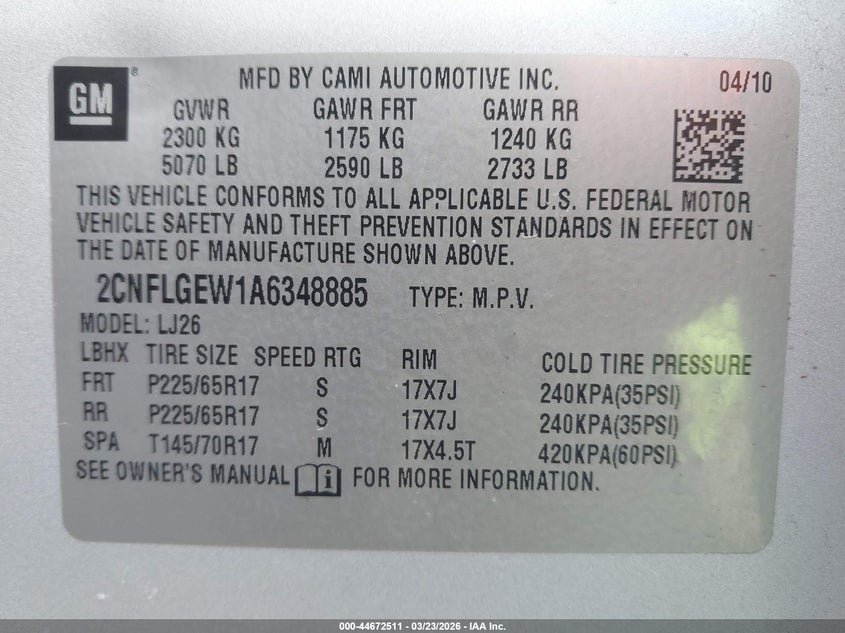 GM®
MFD BY CAMI AUTOMOTIVE INC. 04/10
GVWR GAWR FRT GAWR RR
2300 KG 1175 KG 1240 KG
5070 LB 2590 LB 2733 LB
THIS VEHICLE CONFORMS TO ALL APPLICABLE U.S. FEDERAL MOTOR
VEHICLE SAFETY AND THEFT PREVENTION STANDARDS IN EFFECT ON
THE DATE OF MANUFACTURE SHOWN ABOVE.
2CNFLGEW1A6348885 TYPE: M.P.V.
MODEL: LJ26
LBHX TIRE SIZE SPEED RTG RIM COLD TIRE PRESSURE
FRT P225/65R17 S 17X7J 240KPA(35PSI)
RR P225/65R17 S 17X7J 240KPA(35PSI)
SPA T145/70R17 M 17X4.5T 420KPA(60PSI)
SEE OWNER'S MANUAL i FOR MORE INFORMATION.
000-44672511 - 03/23/2026 - IAA Inc.